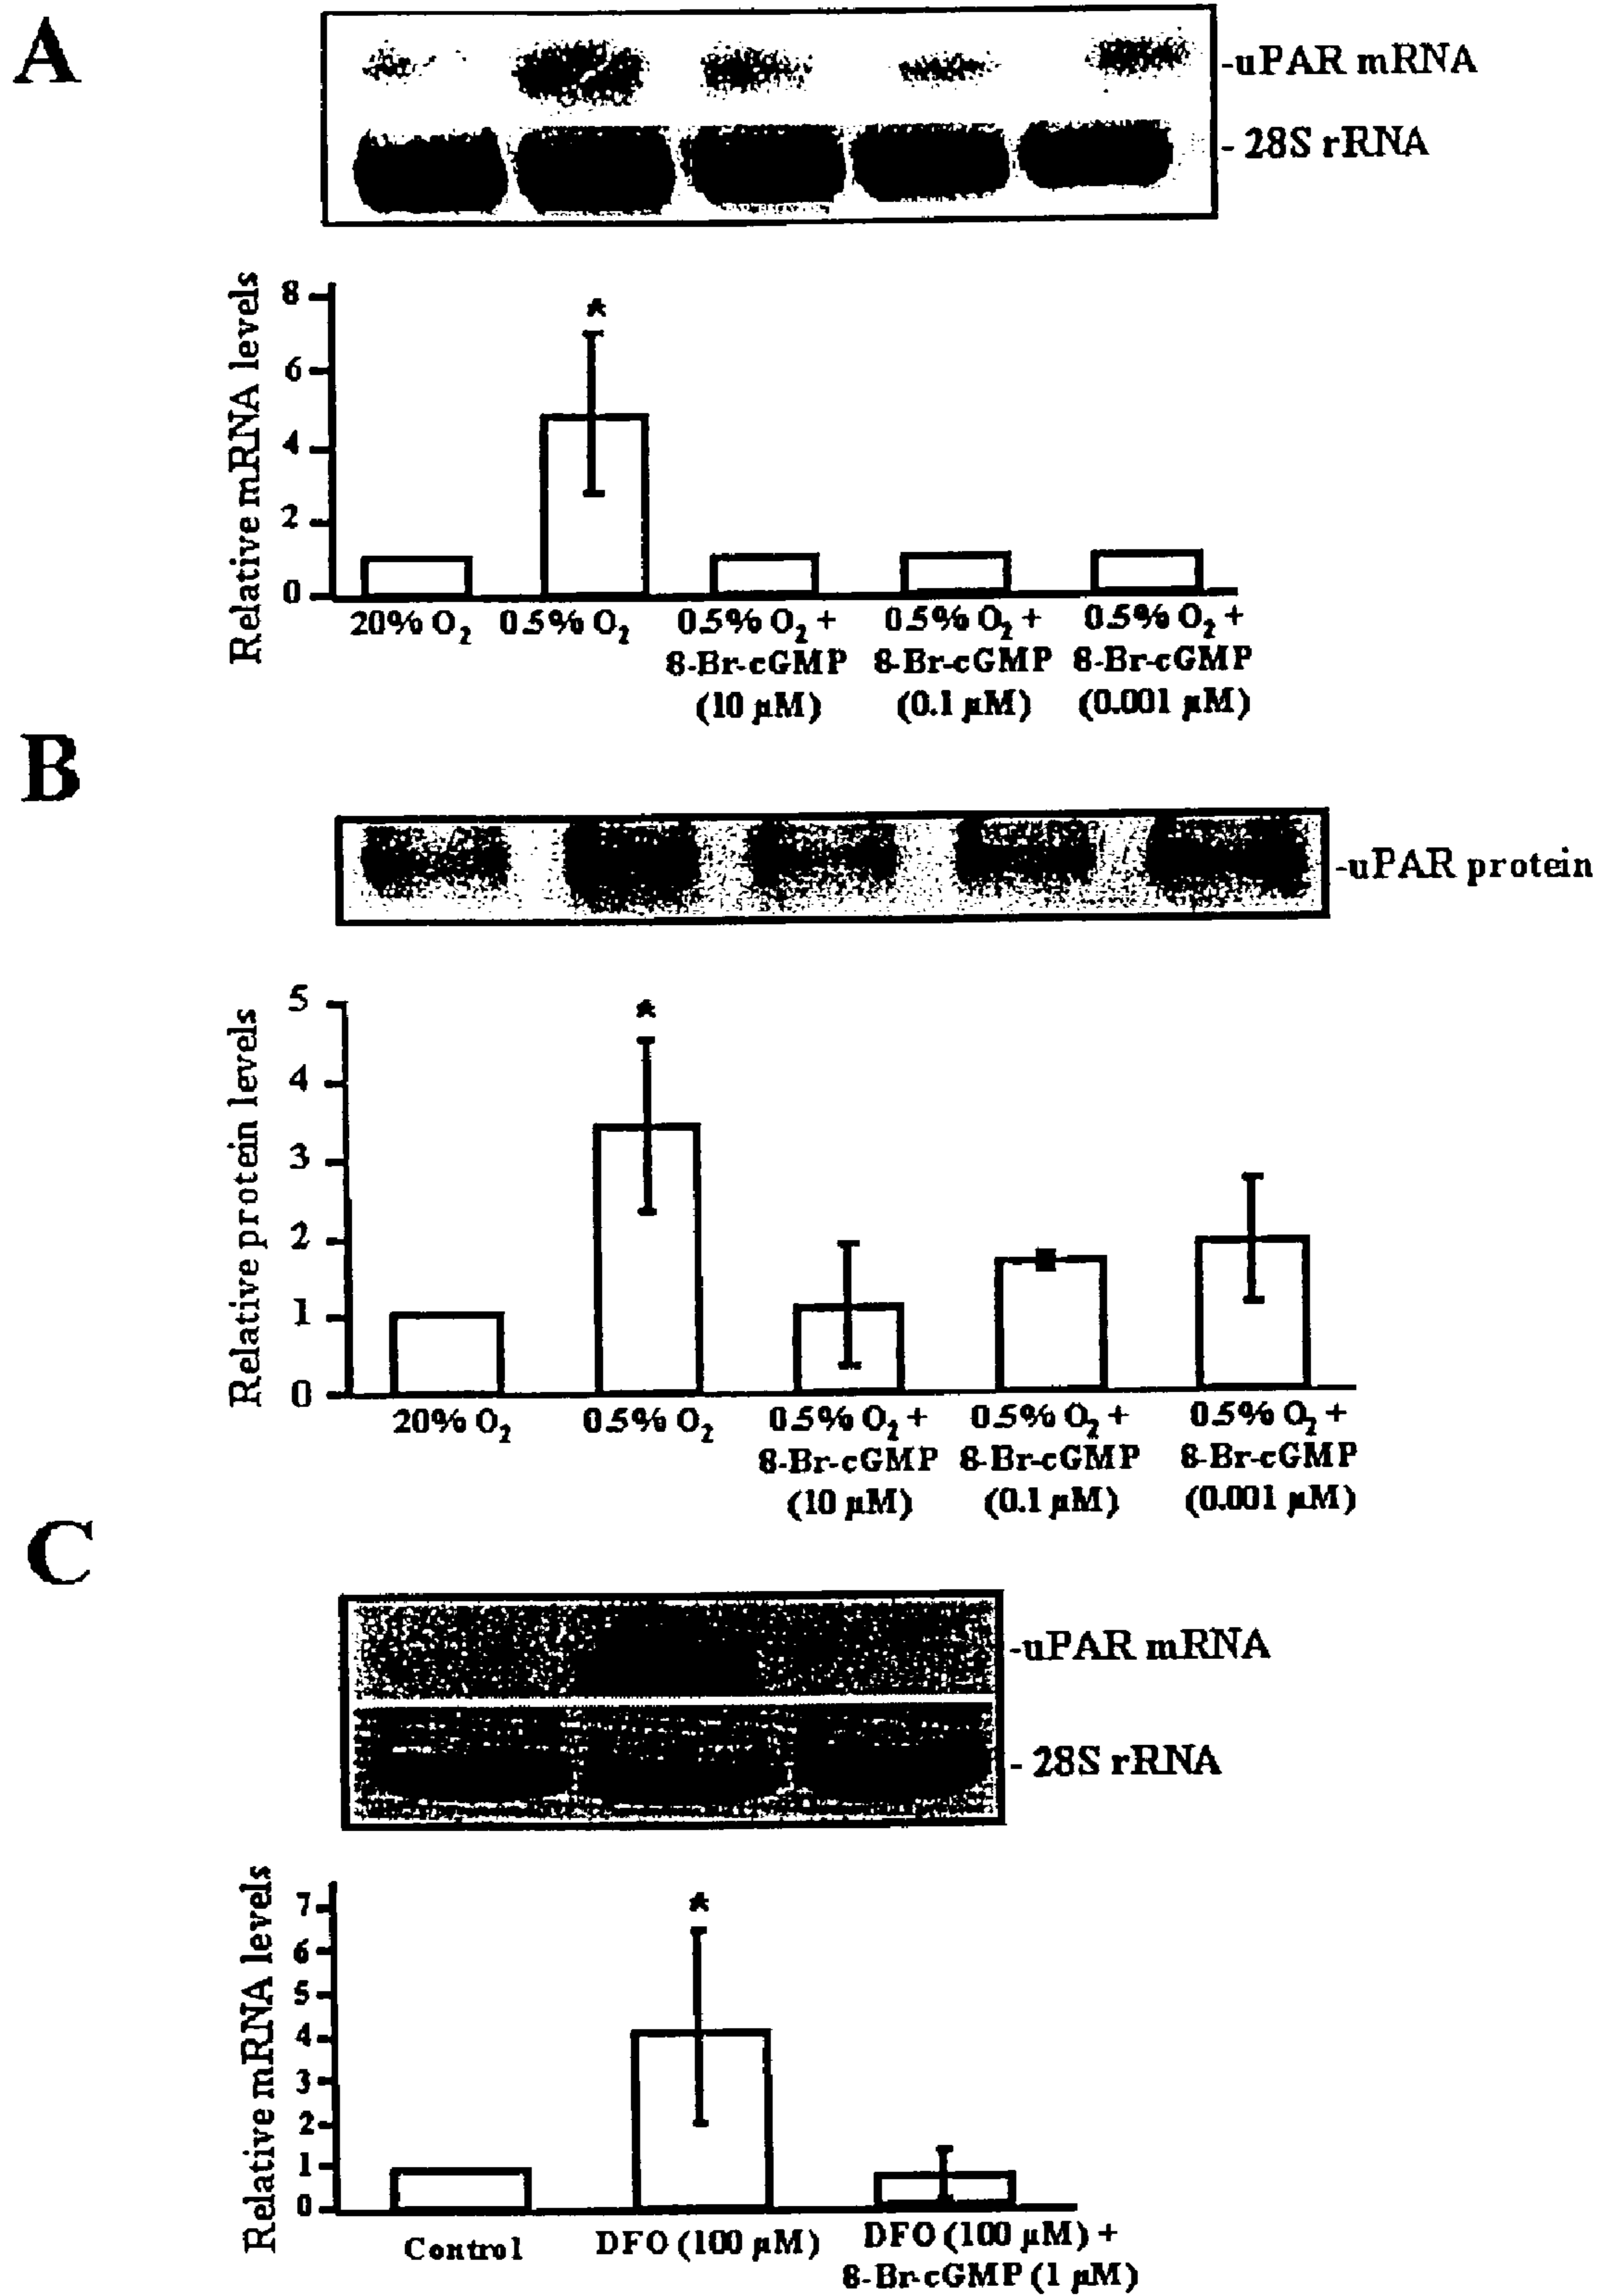 A
-uPAR mRNA
- 28S rRNA
Relative mRNA levels
8
6
4
2
0
*
20% O2
0.5% O2
0.5% O2 +
8-Br-cGMP
(10 µM)
0.5% O2 +
8-Br-cGMP
(0.1 µM)
0.5% O2 +
8-Br-cGMP
(0.001 µM)
B
-uPAR protein
Relative protein levels
5
4
3
2
1
0
*
20% O2
0.5% O2
0.5% O2 +
8-Br-cGMP
(10 µM)
0.5% O2 +
8-Br-cGMP
(0.1 µM)
0.5% O2 +
8-Br-cGMP
(0.001 µM)
C
-uPAR mRNA
- 28S rRNA
Relative mRNA levels
7
6
5
4
3
2
1
0
*
Control
DFO (100 µM)
DFO (100 µM) +
8-Br-cGMP (1 µM)